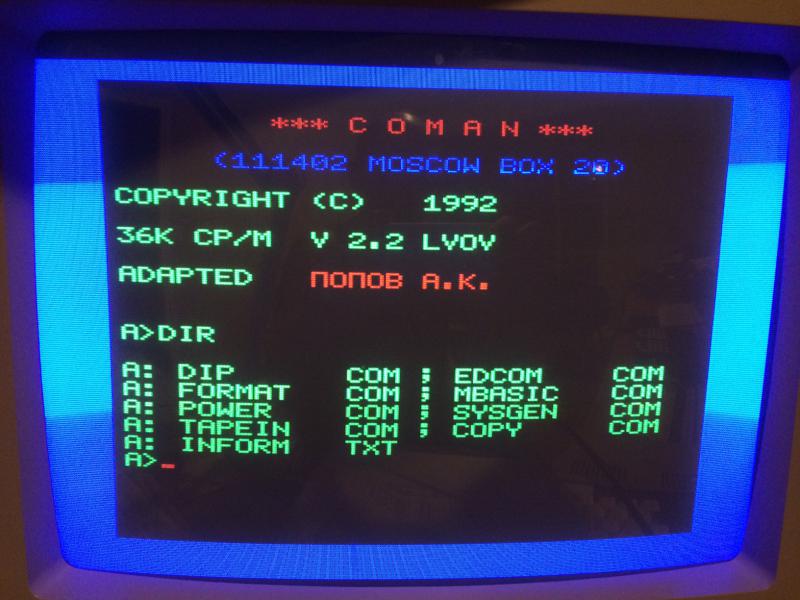 *** C O M A N ***
(111402 MOSCOW BOX 20)
COPYRIGHT (C) 1992
36K CP/M V 2.2 LVOV
ADAPTED ПОПОВ А.К.
A>DIR
A: DIP COM ; EDCOM COM
A: FORMAT COM ; MBASIC COM
A: POWER COM ; SYSGEN COM
A: TAPEIN COM ; COPY COM
A: INFORM TXT
A>_